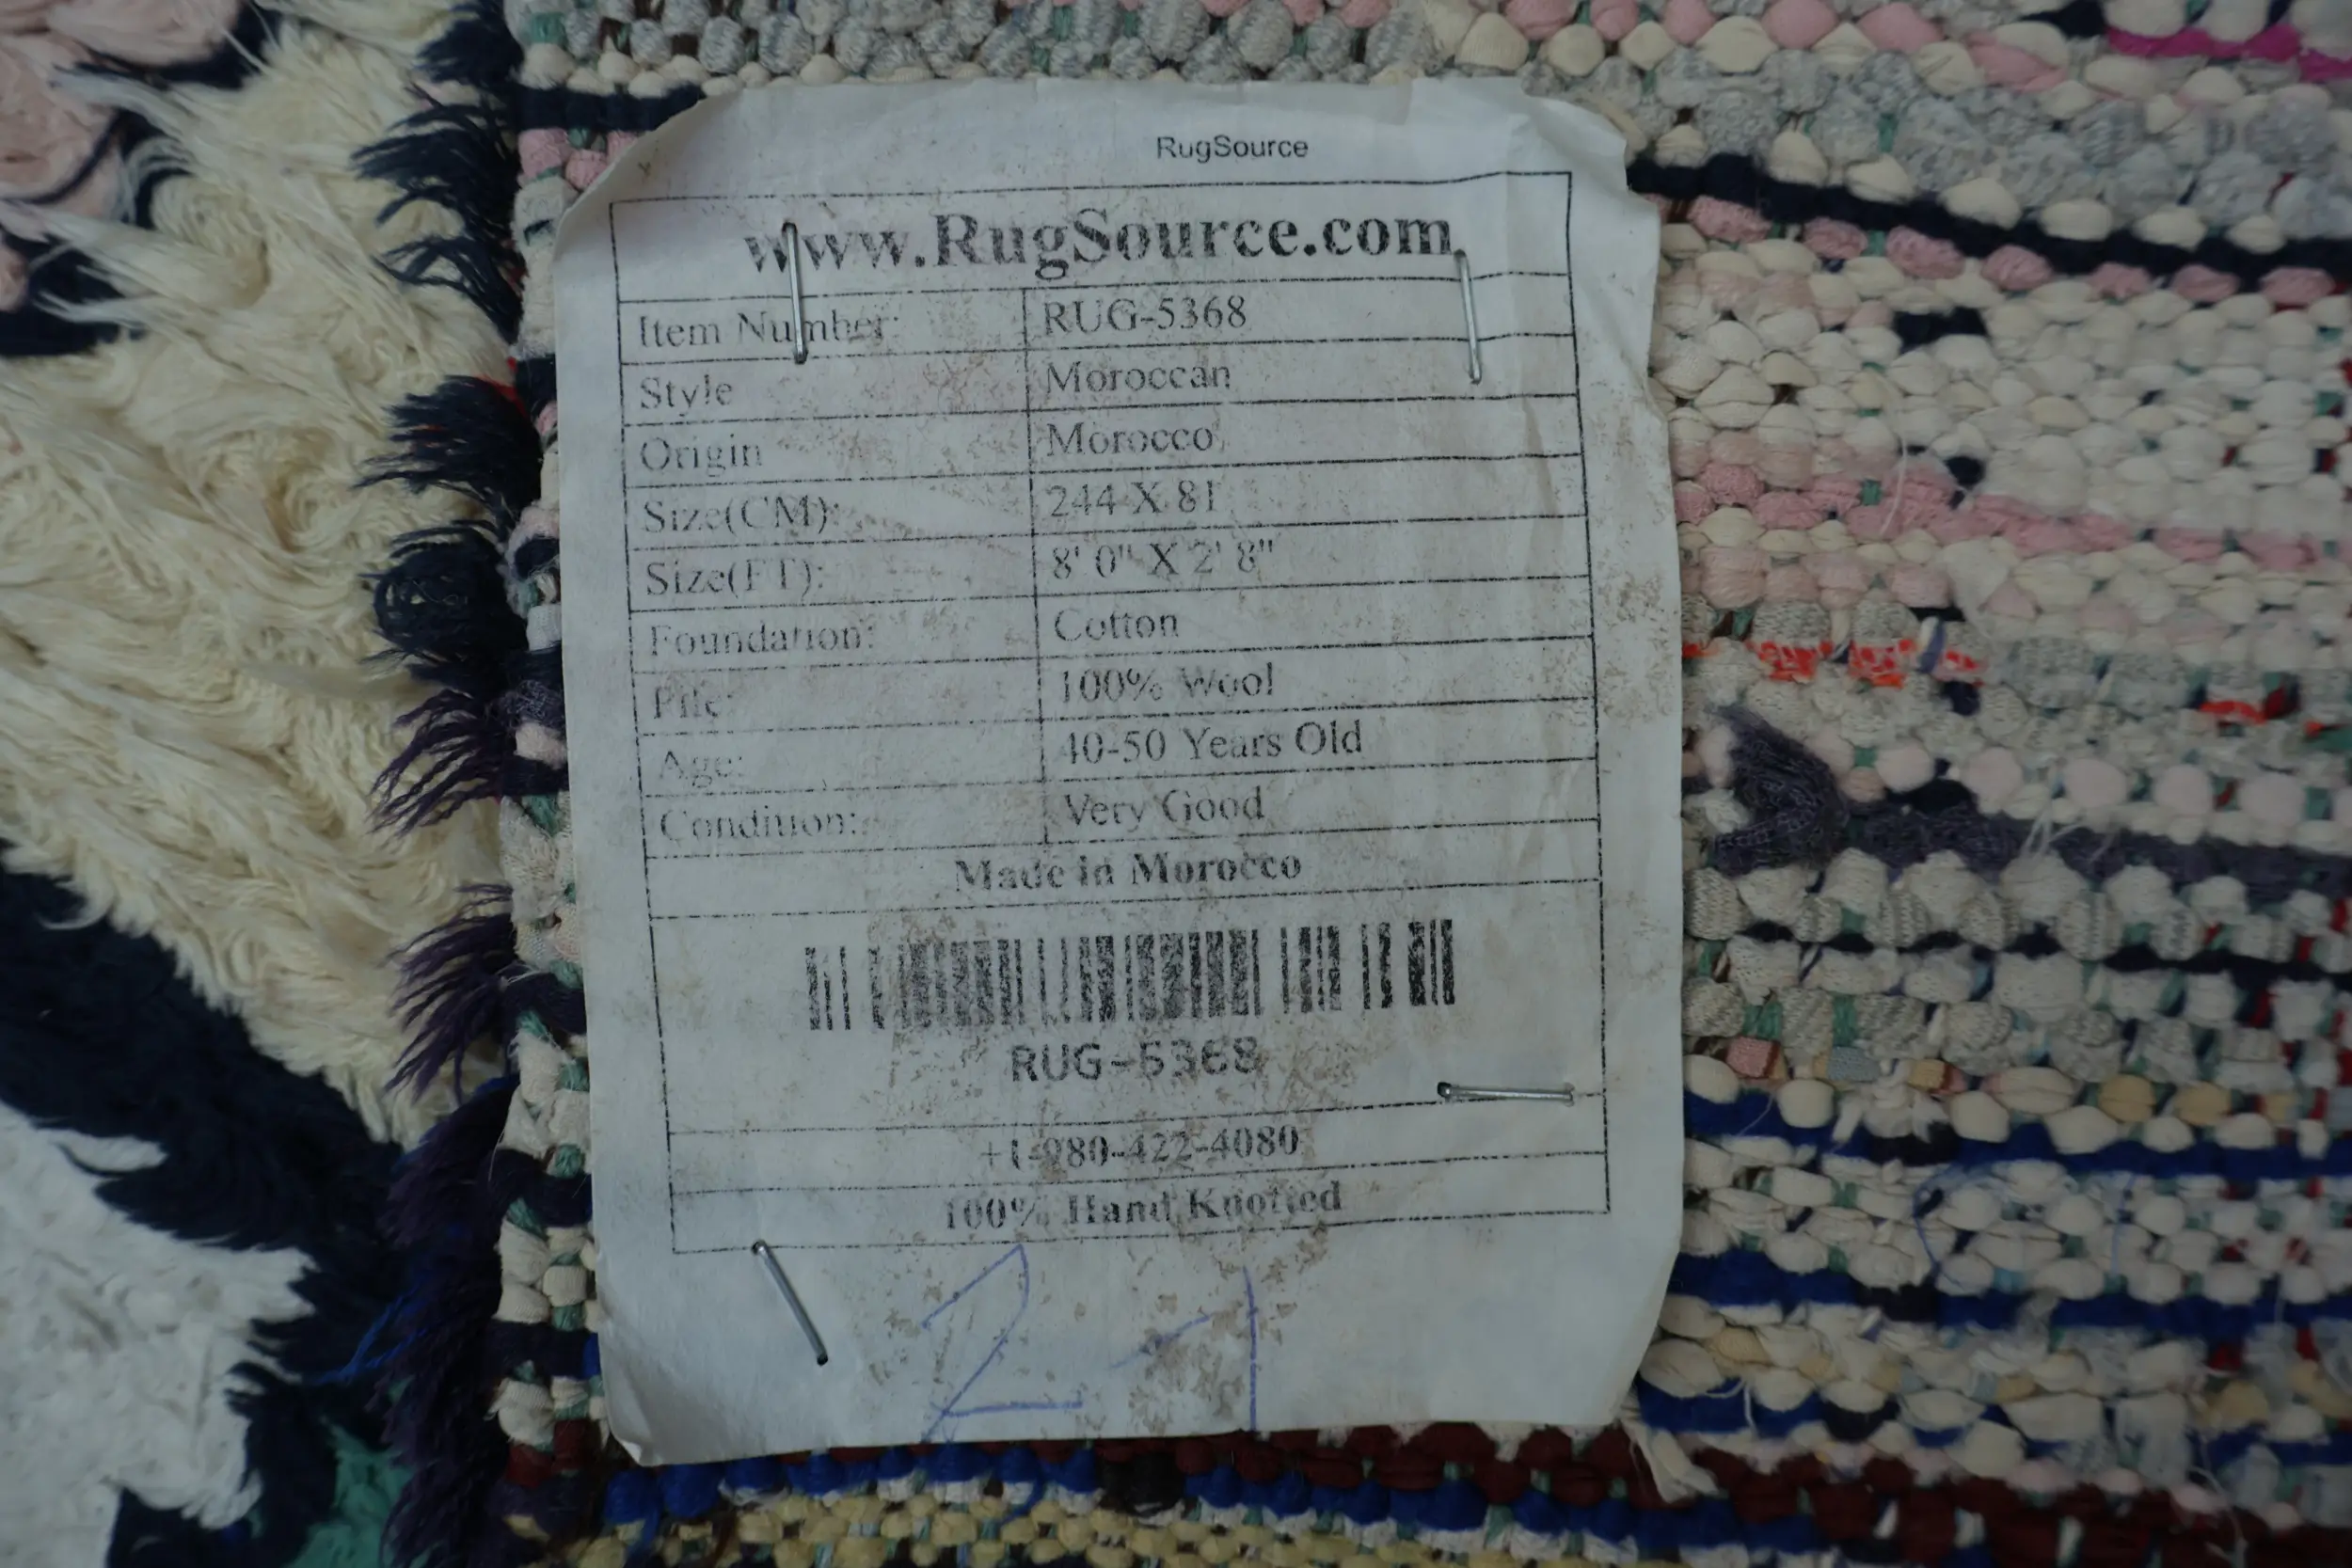 RugSource
www.RugSource.com
Item Number: RUG-5368
Style Moroccan
Origin Morocco
Size(CM): 244 X 81
Size(FT): 8' 0" X 2' 8"
Foundation: Cotton
Pile: 100% Wool
Age: 40-50 Years Old
Condition: Very Good
Made in Morocco
RUG-5368
+1-980-422-4080
100% Hand Knotted
2-1